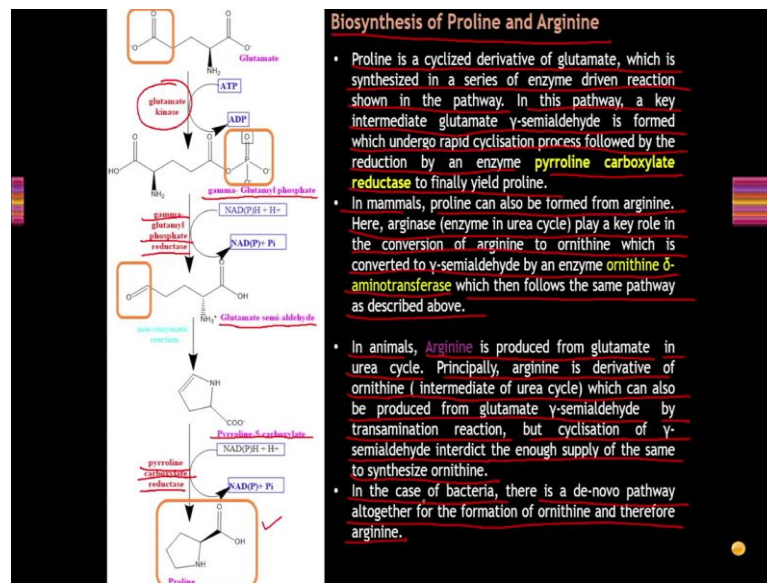 Biosynthesis of Proline and Arginine
• Proline is a cyclized derivative of glutamate, which is
synthesized in a series of enzyme driven reaction
shown in the pathway. In this pathway, a key
intermediate glutamate γ-semialdehyde is formed
which undergo rapid cyclisation process followed by the
reduction by an enzyme pyrroline carboxylate
reductase to finally yield proline.
• In mammals, proline can also be formed from arginine.
Here, arginase (enzyme in urea cycle) play a key role in
the conversion of arginine to ornithine which is
converted to γ-semialdehyde by an enzyme ornithine δ-
aminotransferase which then follows the same pathway
as described above.
• In animals, Arginine is produced from glutamate in
urea cycle. Principally, arginine is derivative of
ornithine ( intermediate of urea cycle) which can also
be produced from glutamate γ-semialdehyde by
transamination reaction, but cyclisation of γ-
semialdehyde interdict the enough supply of the same
to synthesize ornithine.
• In the case of bacteria, there is a de-novo pathway
altogether for the formation of ornithine and therefore
arginine.
O
O
O⁻
O⁻
NH₂
Glutamate
ATP
glutamate
kinase
ADP
O
O
O
HO
O
P
O⁻
O⁻
NH₂
gamma- Glutamyl phosphate
gamma-
glutamyl
phosphate
reductase
NAD(P)H + H+
NAD(P)+ Pi
O
O
OH
NH₃⁺
Glutamate semi-aldehyde
non-enzymatic
reaction
NH
COO⁻
Pyrroline-5-carboxylate
NAD(P)H + H+
pyrroline
carboxylate
reductase
NAD(P)+ Pi
O
OH
NH
Proline